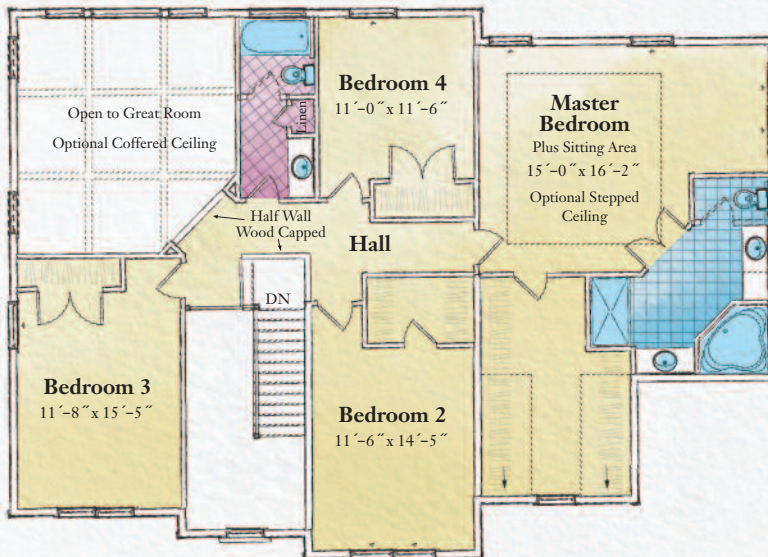 Open to Great Room
Optional Coffered Ceiling
Linen
Bedroom 4
11´-0˝ x 11´-6˝
Master
Bedroom
Plus Sitting Area
15´-0˝ x 16´-2˝
Optional Stepped
Ceiling
Half Wall
Wood Capped
Hall
DN
Bedroom 3
11´-8˝ x 15´-5˝
Bedroom 2
11´-6˝ x 14´-5˝